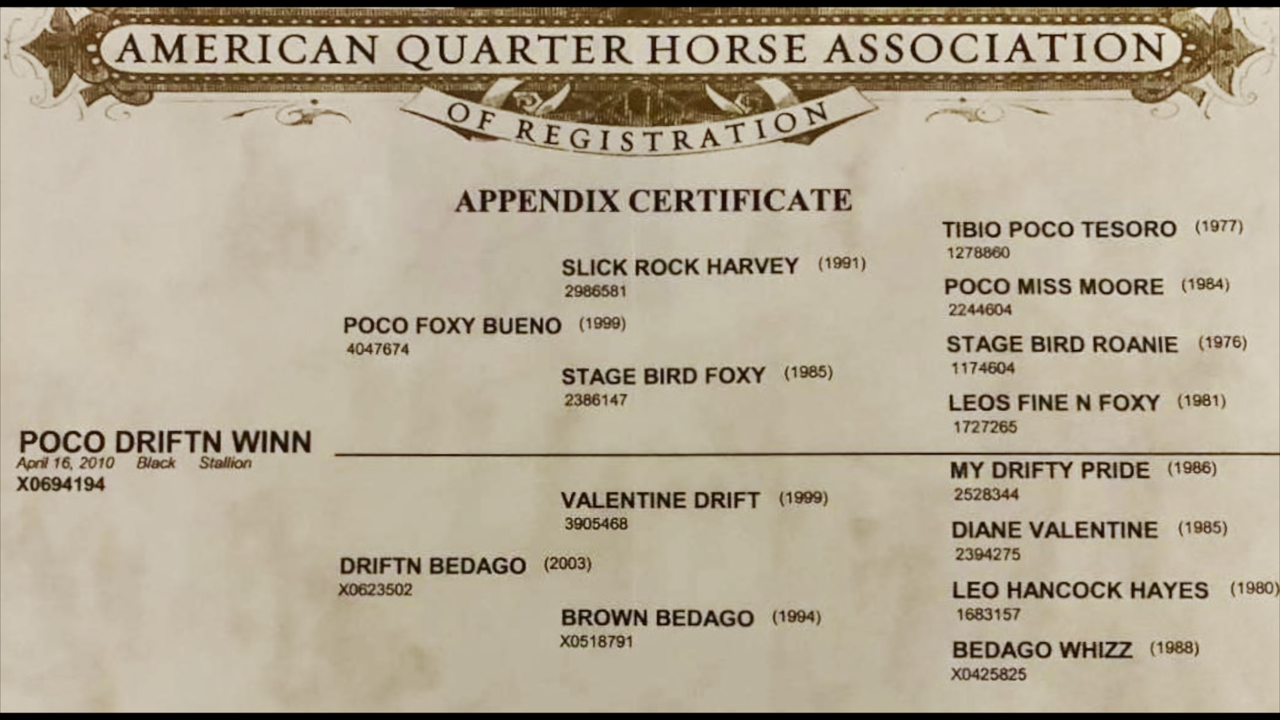 AMERICAN QUARTER HORSE ASSOCIATION
OF REGISTRATION
APPENDIX CERTIFICATE
TIBIO POCO TESORO (1977)
1278860
SLICK ROCK HARVEY (1991)
2986581
POCO MISS MOORE (1984)
2244604
POCO FOXY BUENO (1999)
4047674
STAGE BIRD ROANIE (1976)
1174604
STAGE BIRD FOXY (1985)
2386147
LEOS FINE N FOXY (1981)
1727265
POCO DRIFTN WINN
April 16, 2010 Black Stallion
X0694194
MY DRIFTY PRIDE (1986)
2528344
VALENTINE DRIFT (1999)
3905468
DIANE VALENTINE (1985)
2394275
DRIFTN BEDAGO (2003)
X0623502
LEO HANCOCK HAYES (1980)
1683157
BROWN BEDAGO (1994)
X0518791
BEDAGO WHIZZ (1988)
X0425825